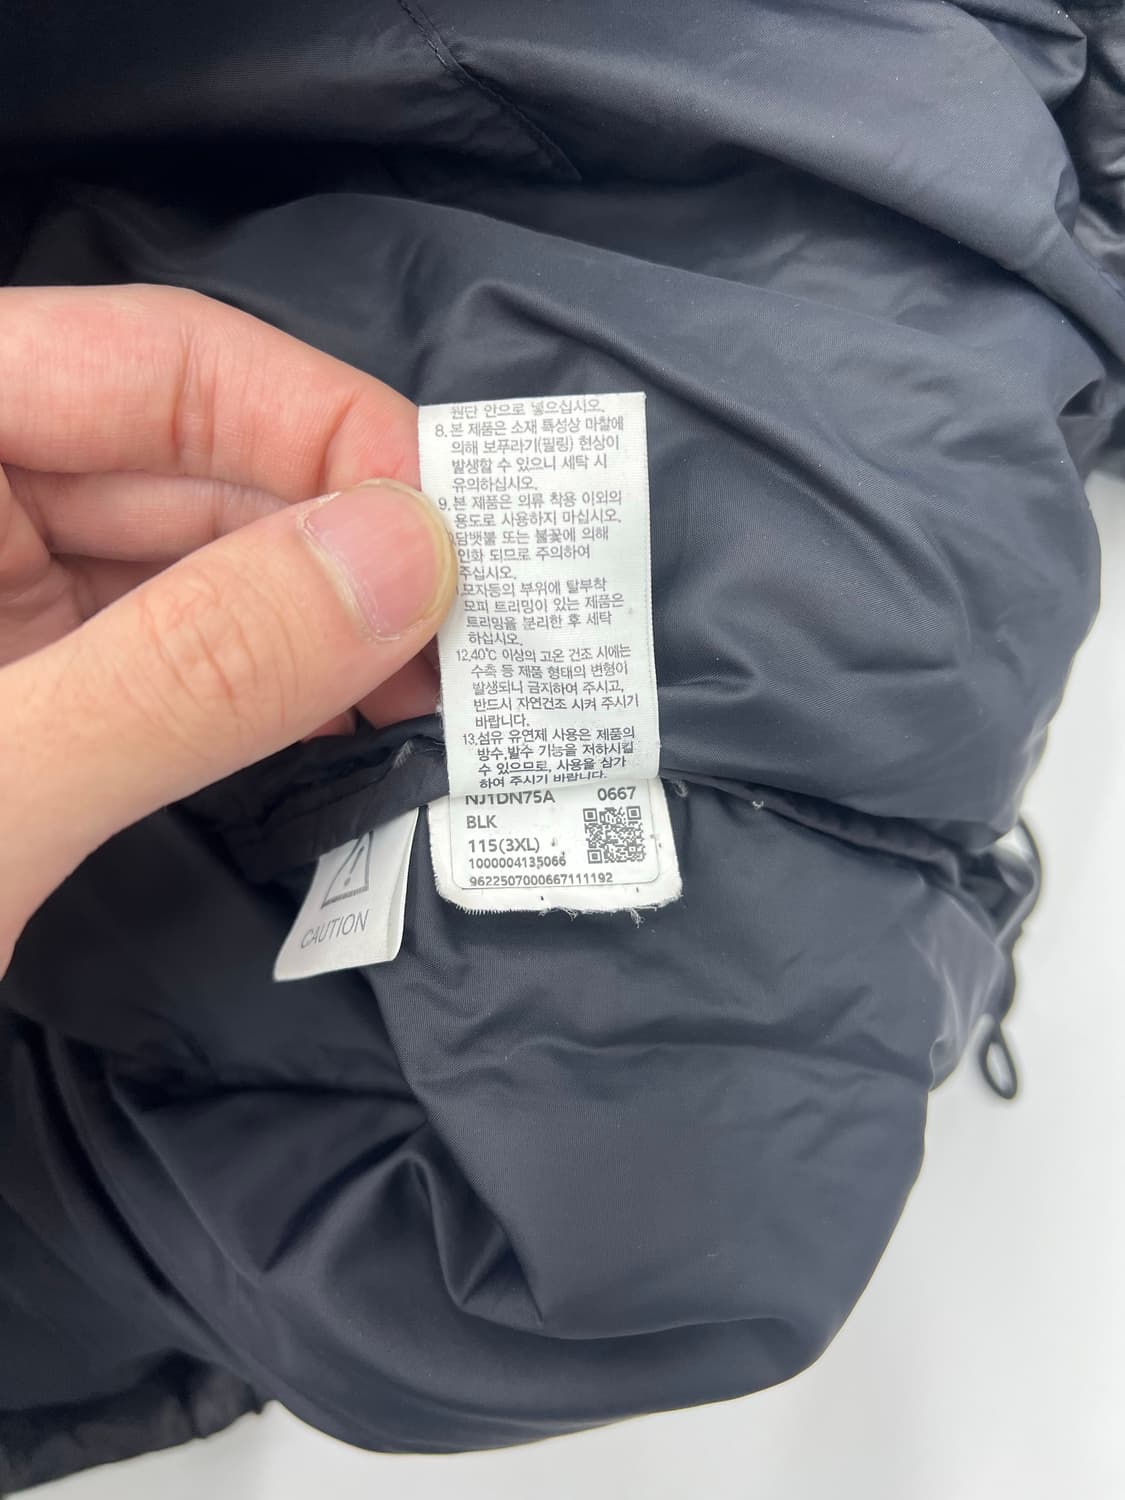 원단 안으로 넣으십시오.
8.본 제품은 소재 특성상 마찰에
의해 보푸라기(필링) 현상이
발생할 수 있으니 세탁 시
유의하십시오.
9.본 제품은 의류 착용 이외의
용도로 사용하지 마십시오.
담뱃불 또는 불꽃에 의해
인화 되므로 주의하여
주십시오.
모자등의 부위에 탈부착
모피 트리밍이 있는 제품은
트리밍을 분리한 후 세탁
하십시오.
12.40℃ 이상의 고온 건조 시에는
수축 등 제품 형태의 변형이
발생되니 금지하여 주시고,
반드시 자연건조 시켜 주시기
바랍니다.
13.섬유 유연제 사용은 제품의
방수,발수 기능을 저하시킬
수 있으므로, 사용을 삼가
하여 주시기 바랍니다.
NJ1DN75A 0667
BLK
115(3XL)
1000004135066
9622507000667111192
CAUTION